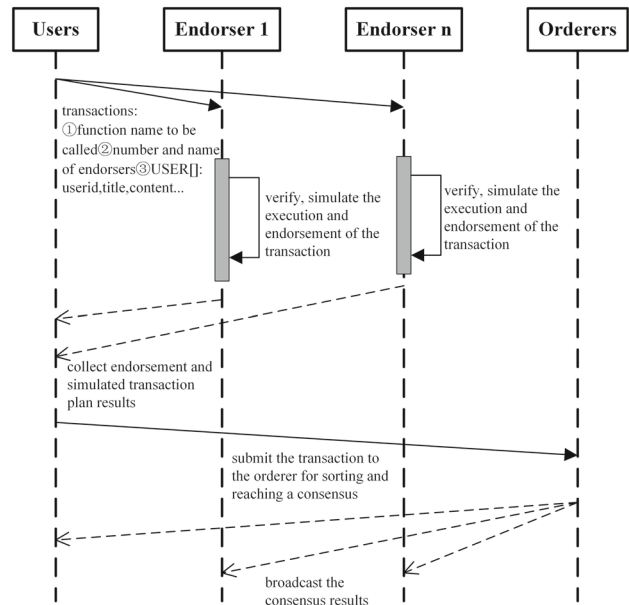 Users
Endorser 1
Endorser n
Orderers
transactions:
①function name to be
called②number and name
of endorsers③USER[]:
userid,title,content...
verify, simulate the
execution and
endorsement of the
transaction
verify, simulate the
execution and
endorsement of the
transaction
collect endorsement and
simulated transaction
plan results
submit the transaction to
the orderer for sorting and
reaching a consensus
broadcast the
consensus results